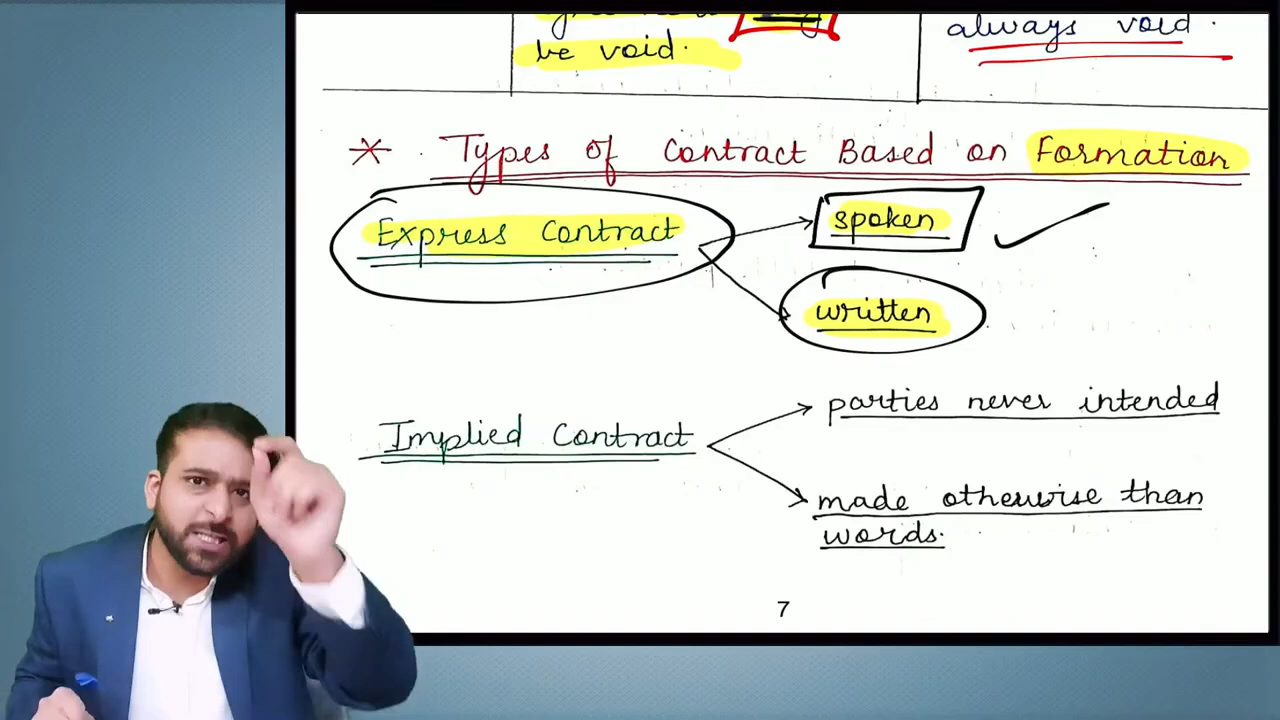 be void.
always void.
* Types of Contract Based on Formation
Express Contract
spoken
written
Implied Contract
parties never intended
made otherwise than
words.
7